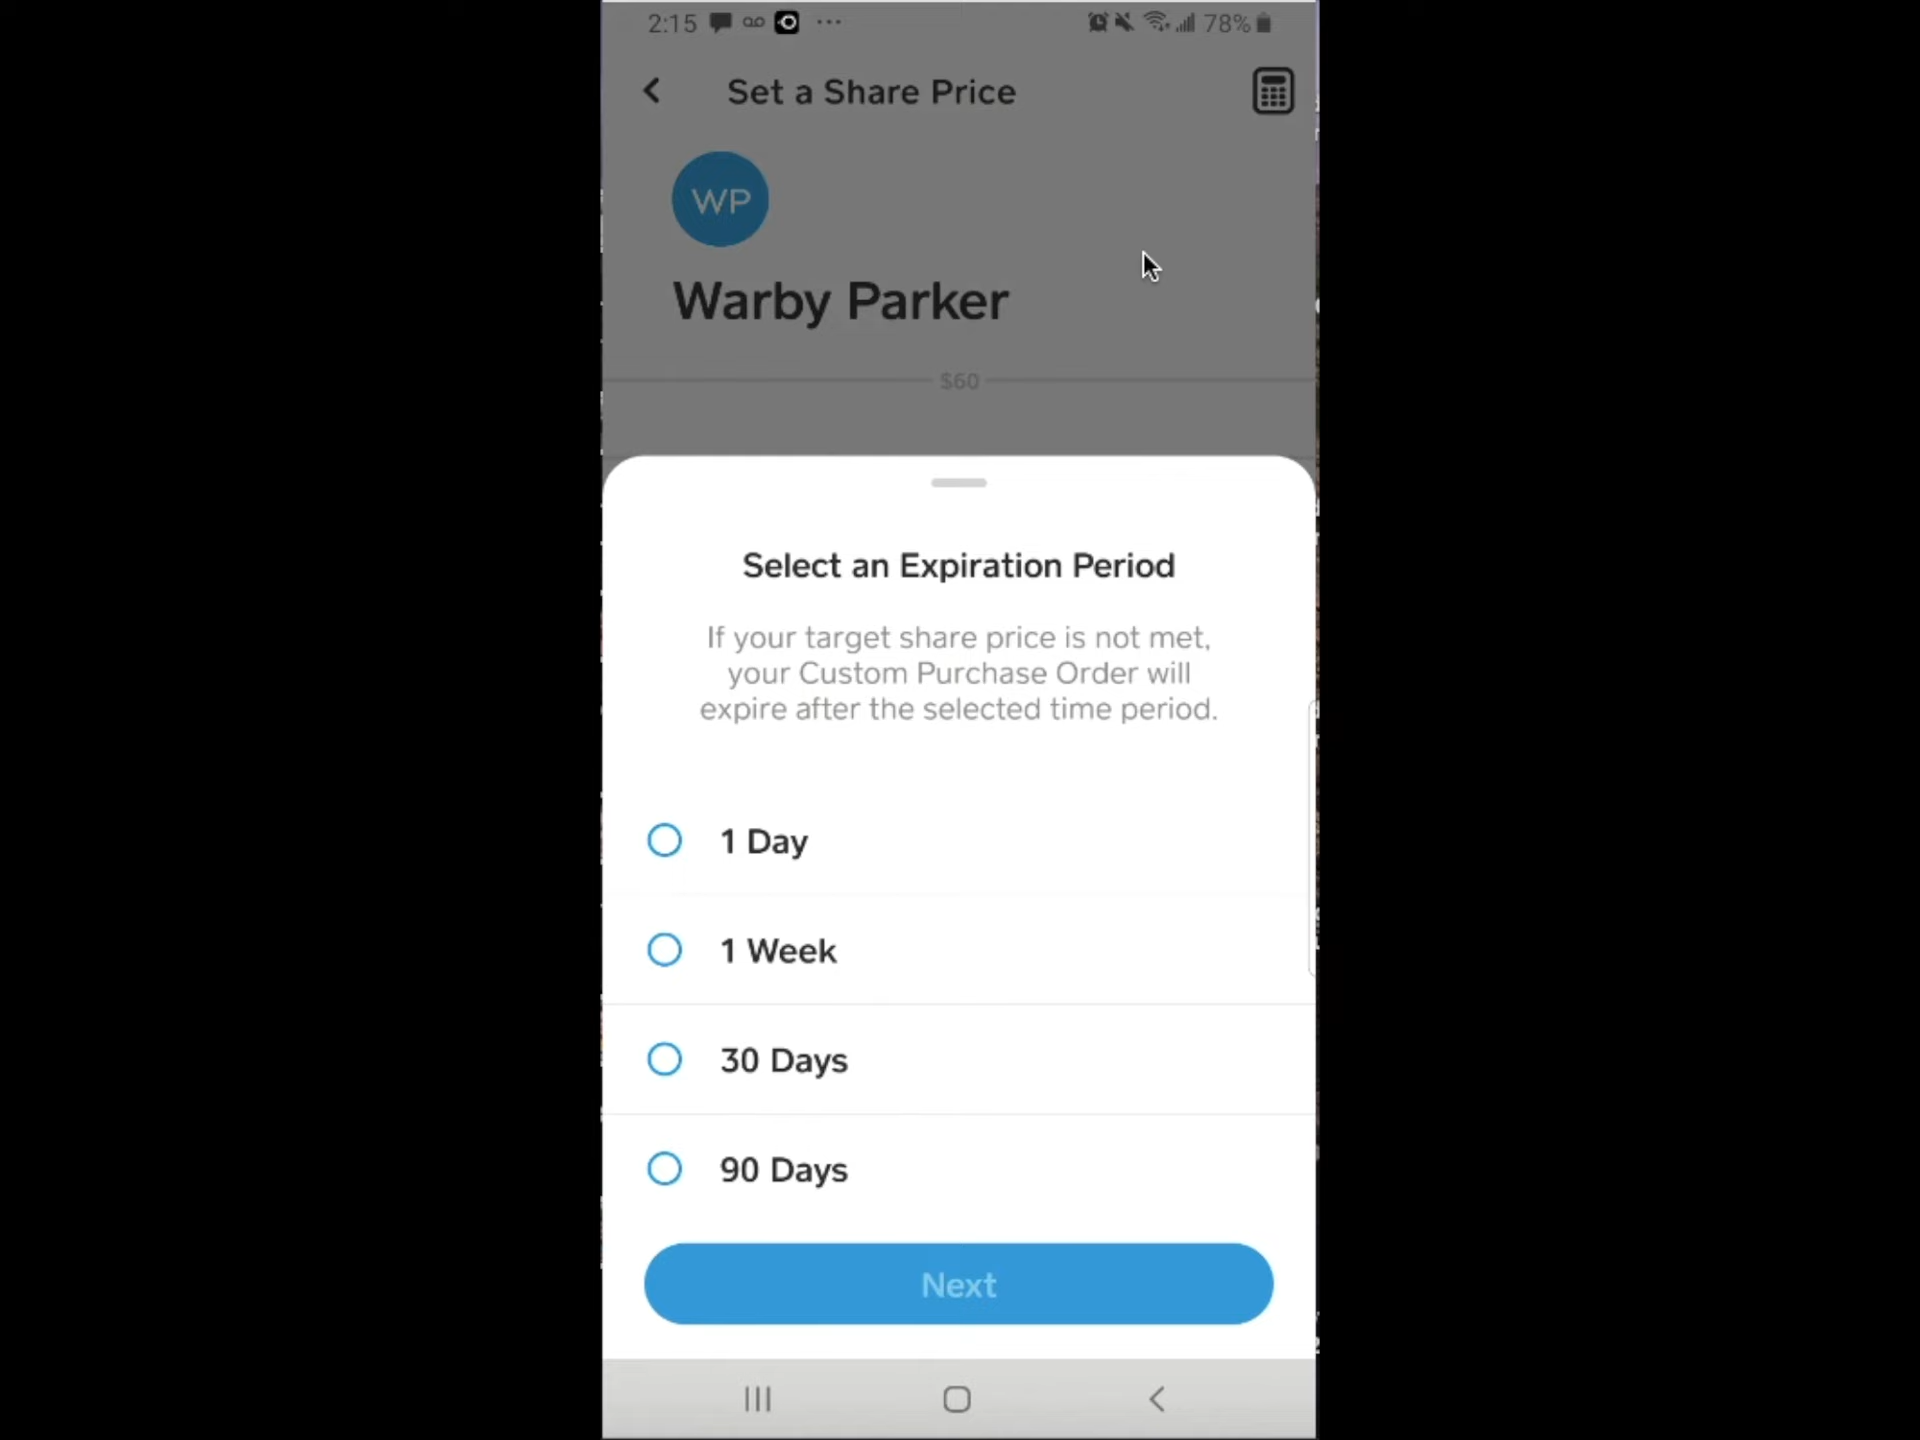 2:15 78%
Set a Share Price
WP
Warby Parker
$60
Select an Expiration Period
If your target share price is not met,
your Custom Purchase Order will
expire after the selected time period.
1 Day
1 Week
30 Days
90 Days
Next